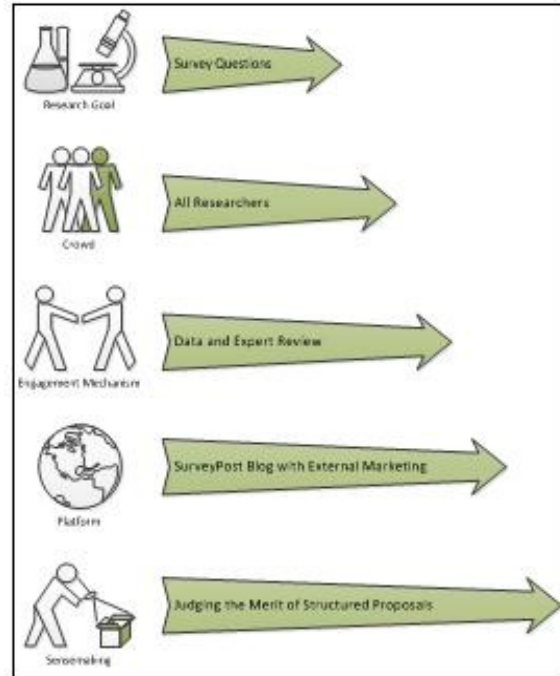 Survey Questions
Research Goal
All Researchers
Crowd
Data and Expert Review
Engagement Mechanism
SurveyPost Blog with External Marketing
Platform
Judging the Merit of Structured Proposals
Sensemaking